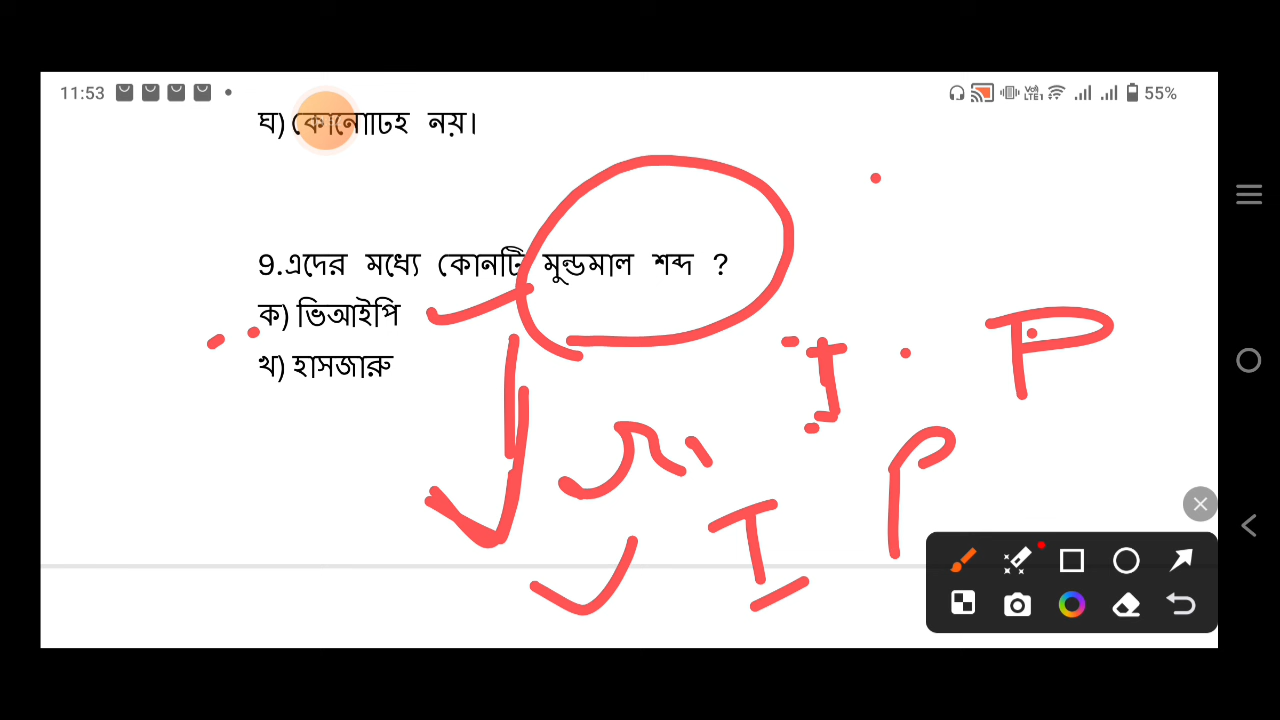 11:53 55%
ঘ) কোনোটিই নয়।
9.এদের মধ্যে কোনটি মুন্ডমাল শব্দ ?
ক) ভিআইপি
খ) হাসজারু
I P
I P